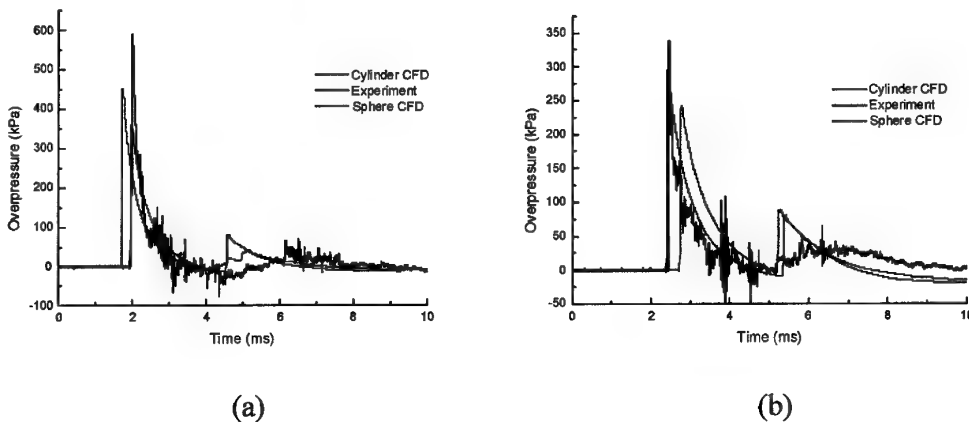 600
500
400
300
200
100
0
-100
Overpressure (kPa)
Cylinder CFD
Experiment
Sphere CFD
0
2
4
6
8
10
Time (ms)
(a)
350
300
250
200
150
100
50
0
-50
Overpressure (kPa)
Cylinder CFD
Experiment
Sphere CFD
0
2
4
6
8
10
Time (ms)
(b)